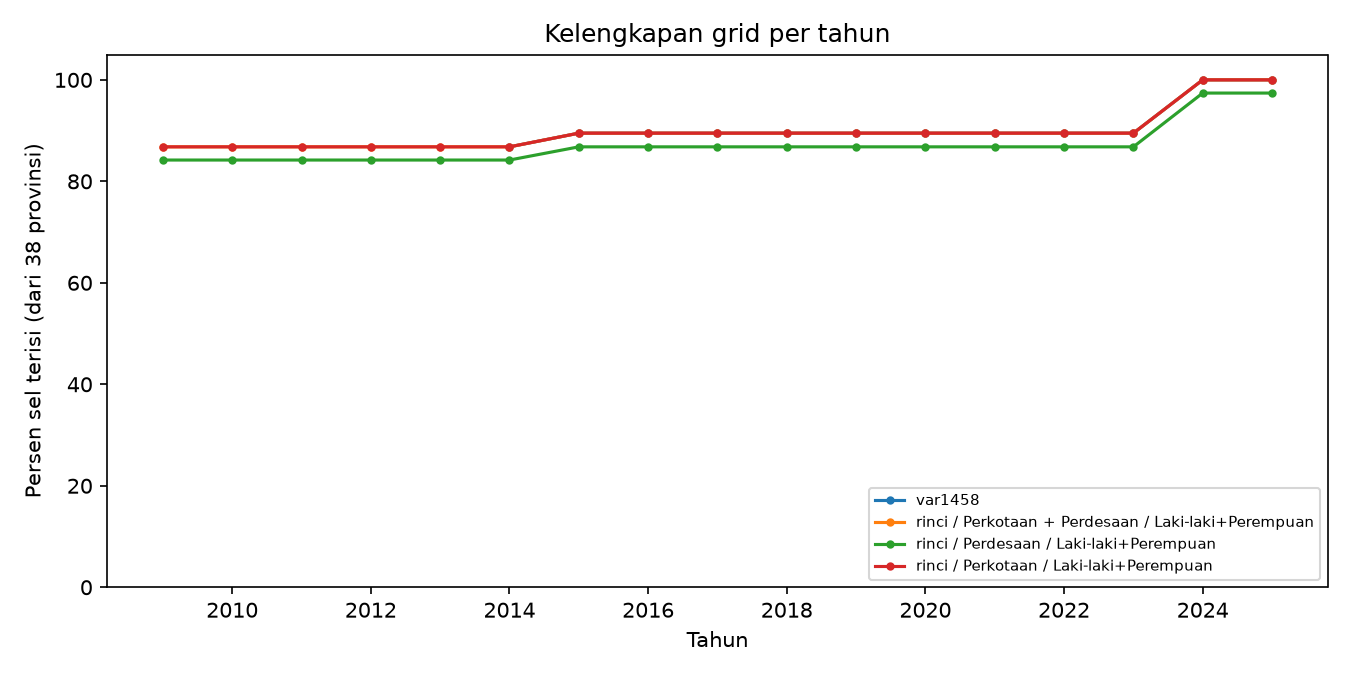 Kelengkapan grid per tahun
Persen sel terisi (dari 38 provinsi)
100
80
60
40
20
0
var1458
rinci / Perkotaan + Perdesaan / Laki-laki+Perempuan
rinci / Perdesaan / Laki-laki+Perempuan
rinci / Perkotaan / Laki-laki+Perempuan
2010 2012 2014 2016 2018 2020 2022 2024
Tahun